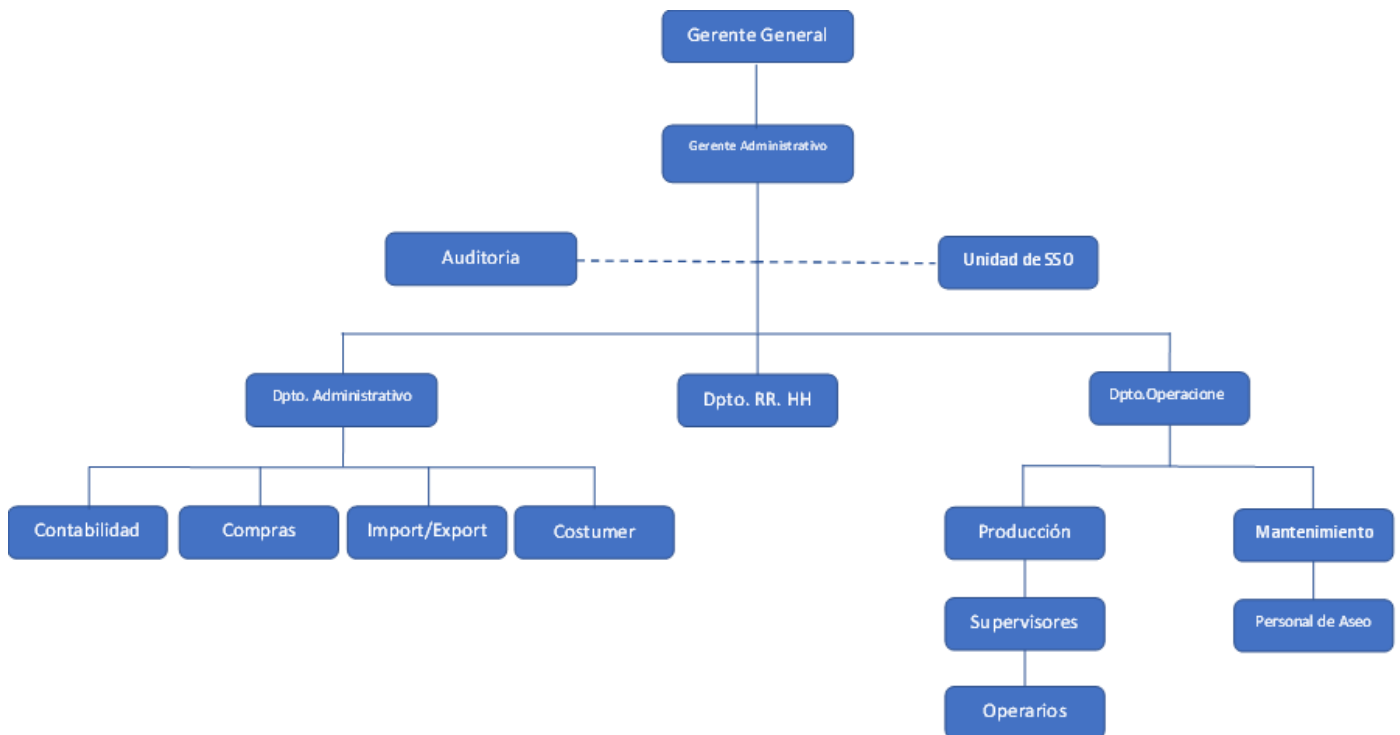 Gerente General
Gerente Administrativo
Auditoria
Unidad de SSO
Dpto. Administrativo
Dpto. RR. HH
Dpto.Operacione
Contabilidad
Compras
Import/Export
Costumer
Producción
Mantenimiento
Supervisores
Personal de Aseo
Operarios